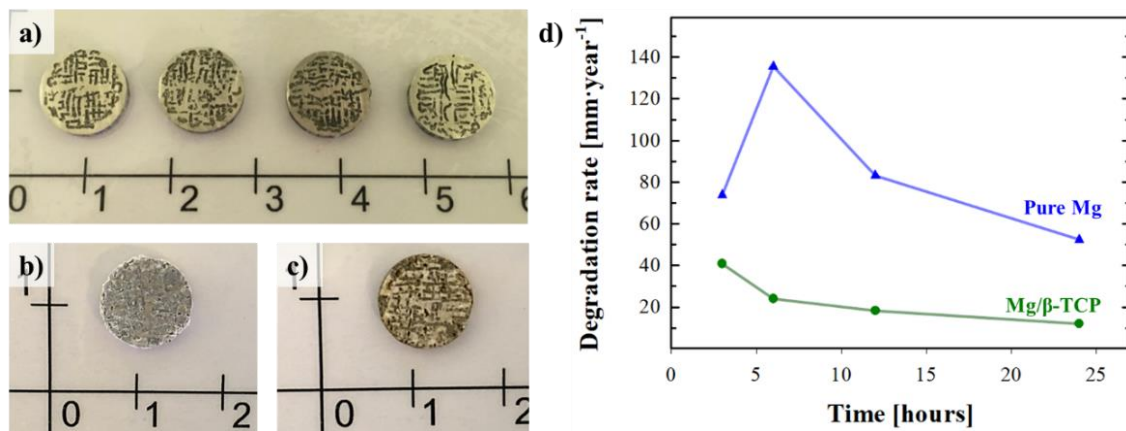 a)
0 1 2 3 4 5 6
b)
0 1 2
c)
0 1 2
d)
Degradation rate [mm·year⁻¹]
140
120
100
80
60
40
20
Pure Mg
Mg/β-TCP
0 5 10 15 20 25
Time [hours]